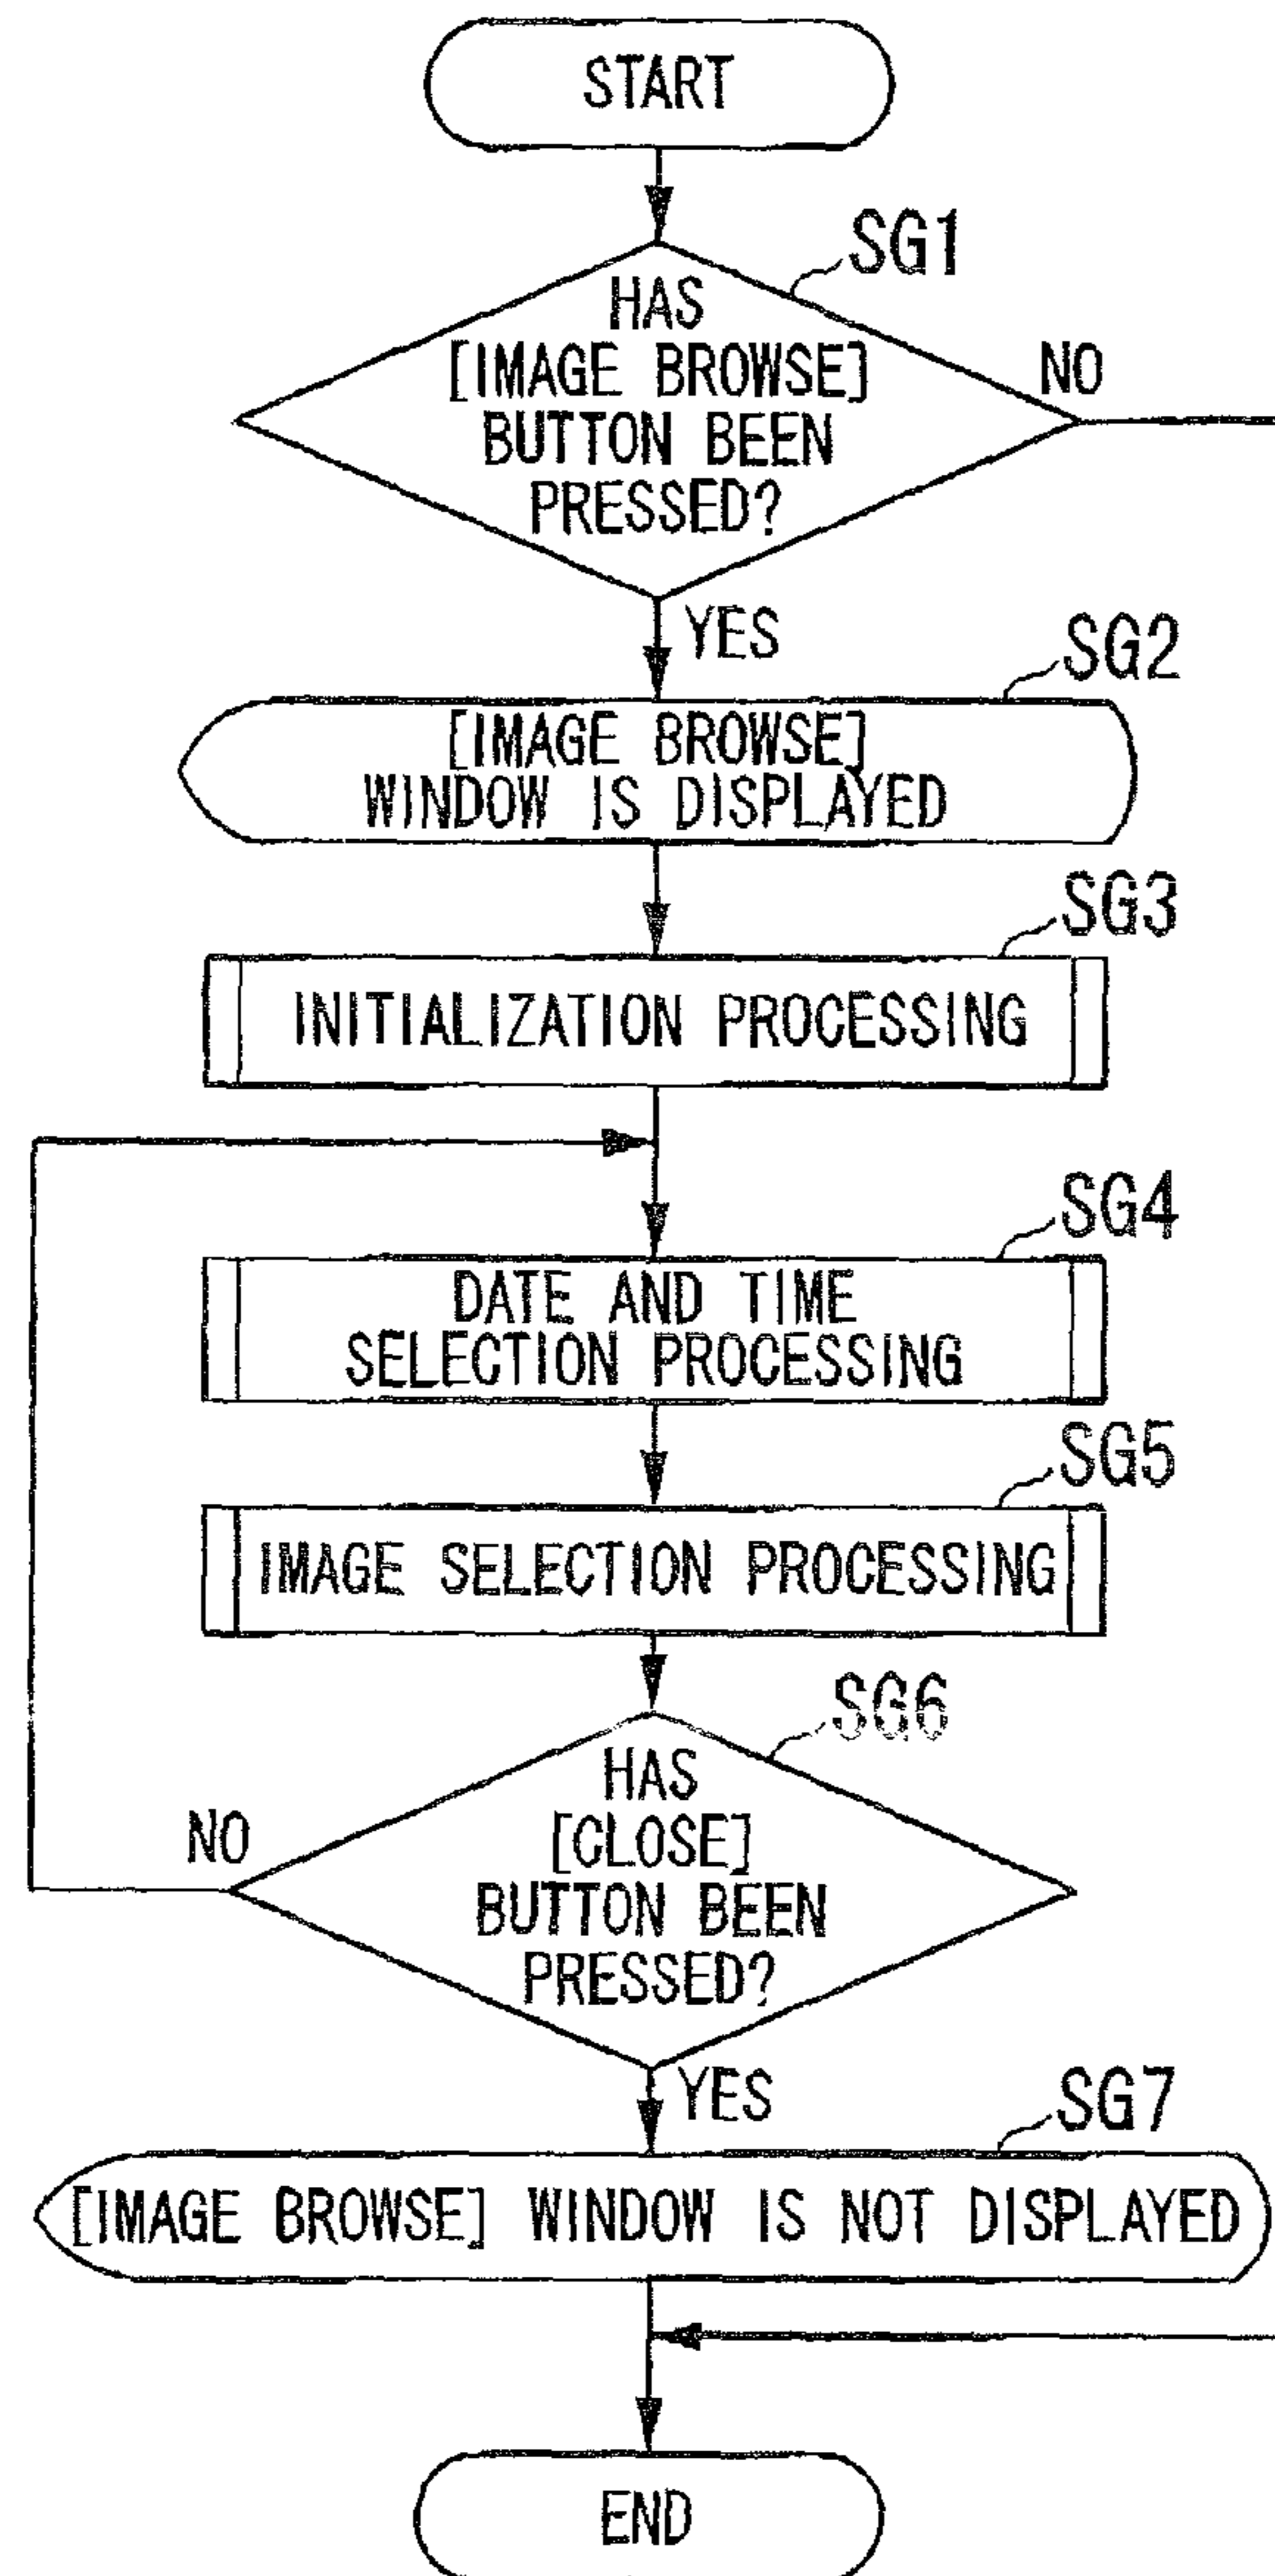 START
SG1
HAS
[IMAGE BROWSE]
BUTTON BEEN
PRESSED?
NO
YES
SG2
[IMAGE BROWSE]
WINDOW IS DISPLAYED
SG3
INITIALIZATION PROCESSING
SG4
DATE AND TIME
SELECTION PROCESSING
SG5
IMAGE SELECTION PROCESSING
SG6
HAS
[CLOSE]
BUTTON BEEN
PRESSED?
NO
YES
SG7
[IMAGE BROWSE] WINDOW IS NOT DISPLAYED
END